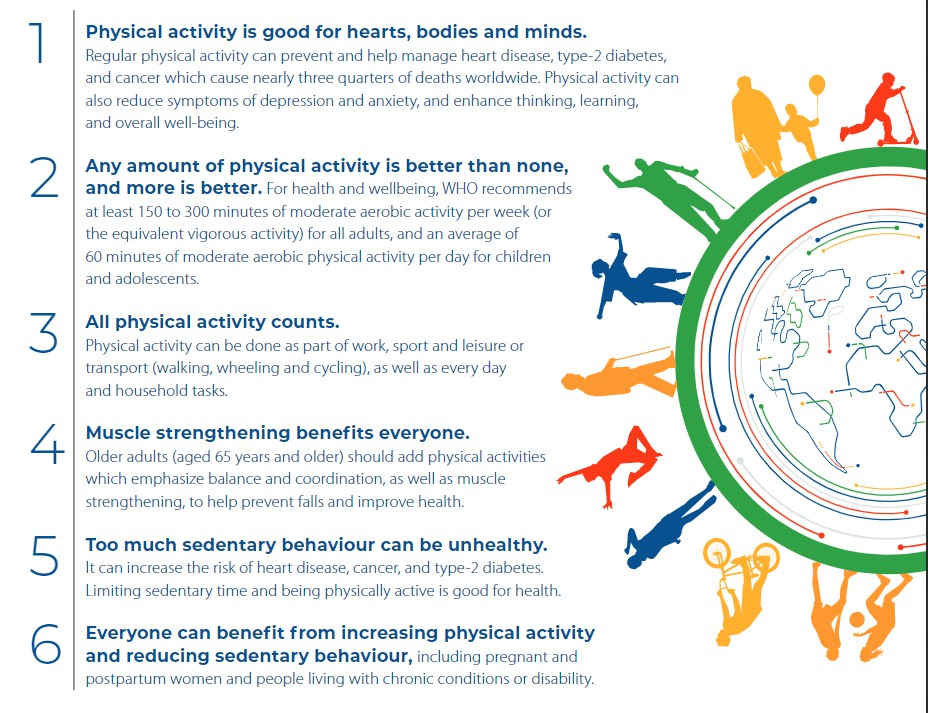 1
Physical activity is good for hearts, bodies and minds.
Regular physical activity can prevent and help manage heart disease, type-2 diabetes,
and cancer which cause nearly three quarters of deaths worldwide. Physical activity can
also reduce symptoms of depression and anxiety, and enhance thinking, learning,
and overall well-being.
2
Any amount of physical activity is better than none,
and more is better. For health and wellbeing, WHO recommends
at least 150 to 300 minutes of moderate aerobic activity per week (or
the equivalent vigorous activity) for all adults, and an average of
60 minutes of moderate aerobic physical activity per day for children
and adolescents.
3
All physical activity counts.
Physical activity can be done as part of work, sport and leisure or
transport (walking, wheeling and cycling), as well as every day
and household tasks.
4
Muscle strengthening benefits everyone.
Older adults (aged 65 years and older) should add physical activities
which emphasize balance and coordination, as well as muscle
strengthening, to help prevent falls and improve health.
5
Too much sedentary behaviour can be unhealthy.
It can increase the risk of heart disease, cancer, and type-2 diabetes.
Limiting sedentary time and being physically active is good for health.
6
Everyone can benefit from increasing physical activity
and reducing sedentary behaviour, including pregnant and
postpartum women and people living with chronic conditions or disability.